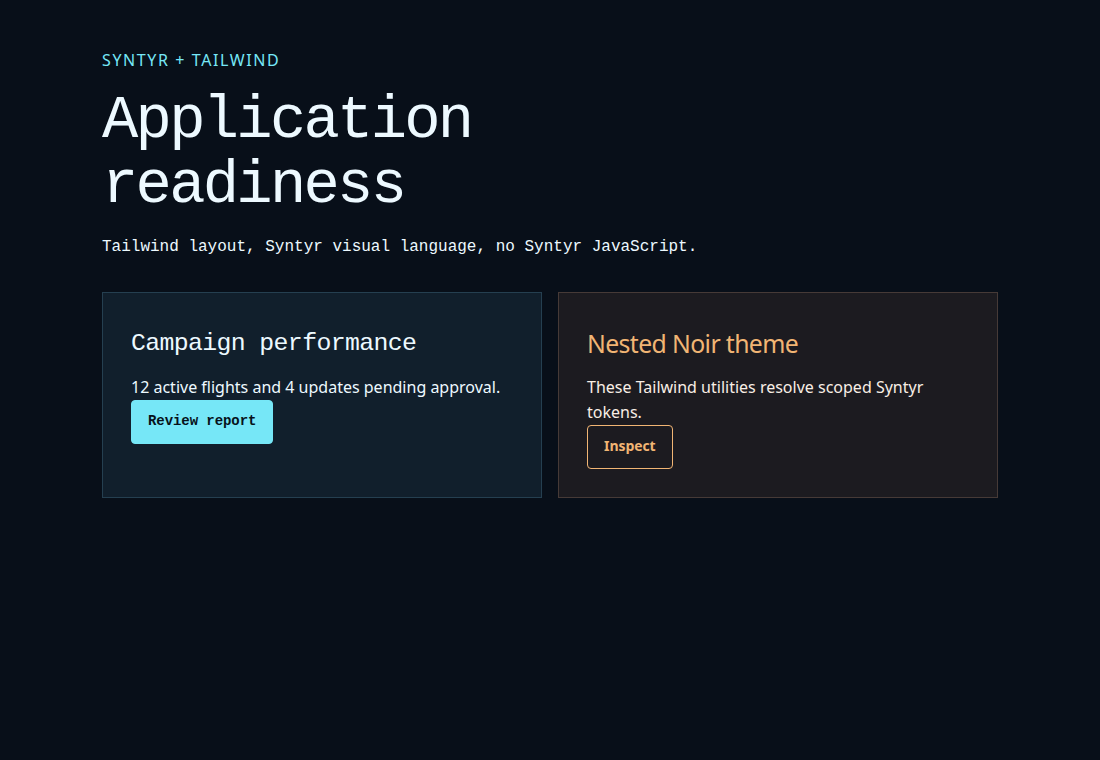 SYNTYR + TAILWIND
Application
readiness
Tailwind layout, Syntyr visual language, no Syntyr JavaScript.
Campaign performance
12 active flights and 4 updates pending approval.
Review report
Nested Noir theme
These Tailwind utilities resolve scoped Syntyr
tokens.
Inspect